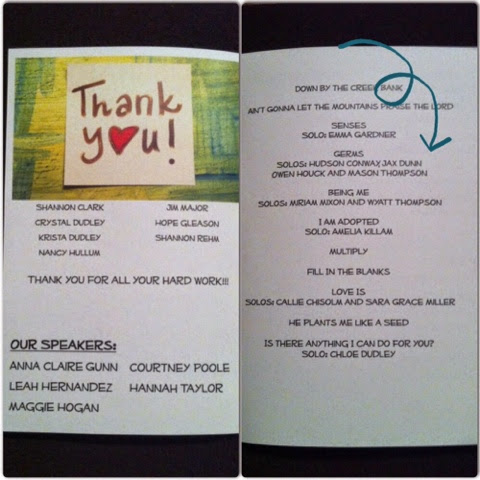 Thank
you!
SHANNON CLARK JIM MAJOR
CRYSTAL DUDLEY HOPE GLEASON
KRISTA DUDLEY SHANNON REHM
NANCY HULLUM
THANK YOU FOR ALL YOUR HARD WORK!!!
OUR SPEAKERS:
ANNA CLAIRE GUNN COURTNEY POOLE
LEAH HERNANDEZ HANNAH TAYLOR
MAGGIE HOGAN
DOWN BY THE CREEK BANK
AIN'T GONNA LET THE MOUNTAINS PRAISE THE LORD
SENSES
SOLO: EMMA GARDNER
GERMS
SOLOS: HUDSON CONWAY, JAX DUNN
OWEN HOUCK AND MASON THOMPSON
BEING ME
SOLOS: MIRIAM MIXON AND WYATT THOMPSON
I AM ADOPTED
SOLO: AMELIA KILLAM
MULTIPLY
FILL IN THE BLANKS
LOVE IS
SOLOS: CALLIE CHISOLM AND SARA GRACE MILLER
HE PLANTS ME LIKE A SEED
IS THERE ANYTHING I CAN DO FOR YOU?
SOLO: CHLOE DUDLEY